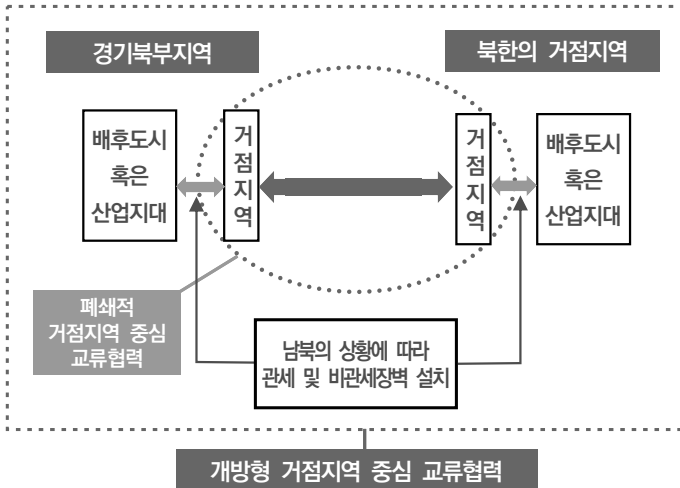 경기북부지역
북한의 거점지역
배후도시
혹은
산업지대
거
점
지
역
거
점
지
역
배후도시
혹은
산업지대
폐쇄적
거점지역 중심
교류협력
남북의 상황에 따라
관세 및 비관세장벽 설치
개방형 거점지역 중심 교류협력